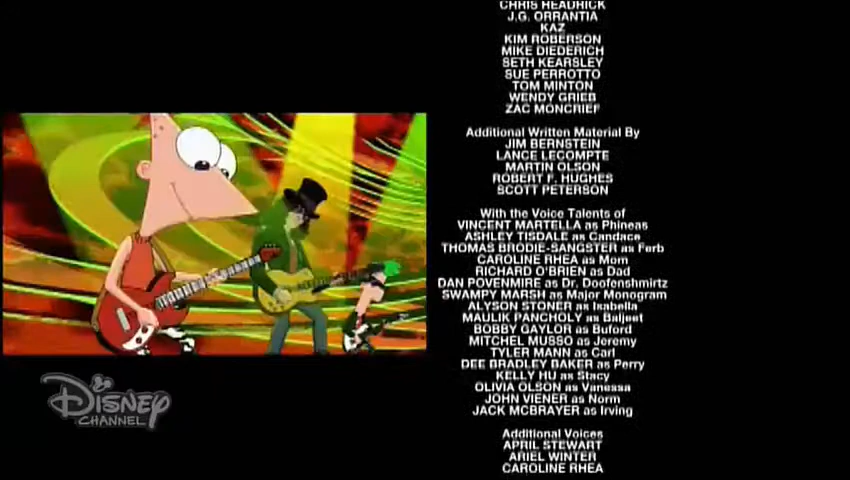 CHRIS HEADRICK
J.G. ORRANTIA
KAZ
KIM ROBERSON
MIKE DIEDERICH
SETH KEARSLEY
SUE PERROTTO
TOM MINTON
WENDY GRIEB
ZAC MONCRIEF
Additional Written Material By
JIM BERNSTEIN
LANCE LECOMPTE
MARTIN OLSON
ROBERT F. HUGHES
SCOTT PETERSON
With the Voice Talents of
VINCENT MARTELLA as Phineas
ASHLEY TISDALE as Candace
THOMAS BRODIE-SANGSTER as Ferb
CAROLINE RHEA as Mom
RICHARD O'BRIEN as Dad
DAN POVENMIRE as Dr. Doofenshmirtz
SWAMPY MARSH as Major Monogram
ALYSON STONER as Isabella
MAULIK PANCHOLY as Baljeet
BOBBY GAYLOR as Buford
MITCHEL MUSSO as Jeremy
TYLER MANN as Carl
DEE BRADLEY BAKER as Perry
KELLY HU as Stacy
OLIVIA OLSON as Vanessa
JOHN VIENER as Norm
JACK MCBRAYER as Irving
Additional Voices
APRIL STEWART
ARIEL WINTER
CAROLINE RHEA
Disney
CHANNEL